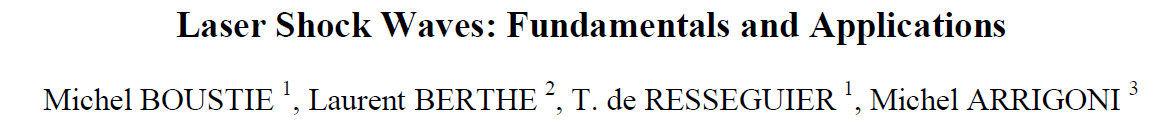 Laser Shock Waves: Fundamentals and Applications
Michel BOUSTIE 1, Laurent BERTHE 2, T. de RESSEGUIER 1, Michel ARRIGONI 3